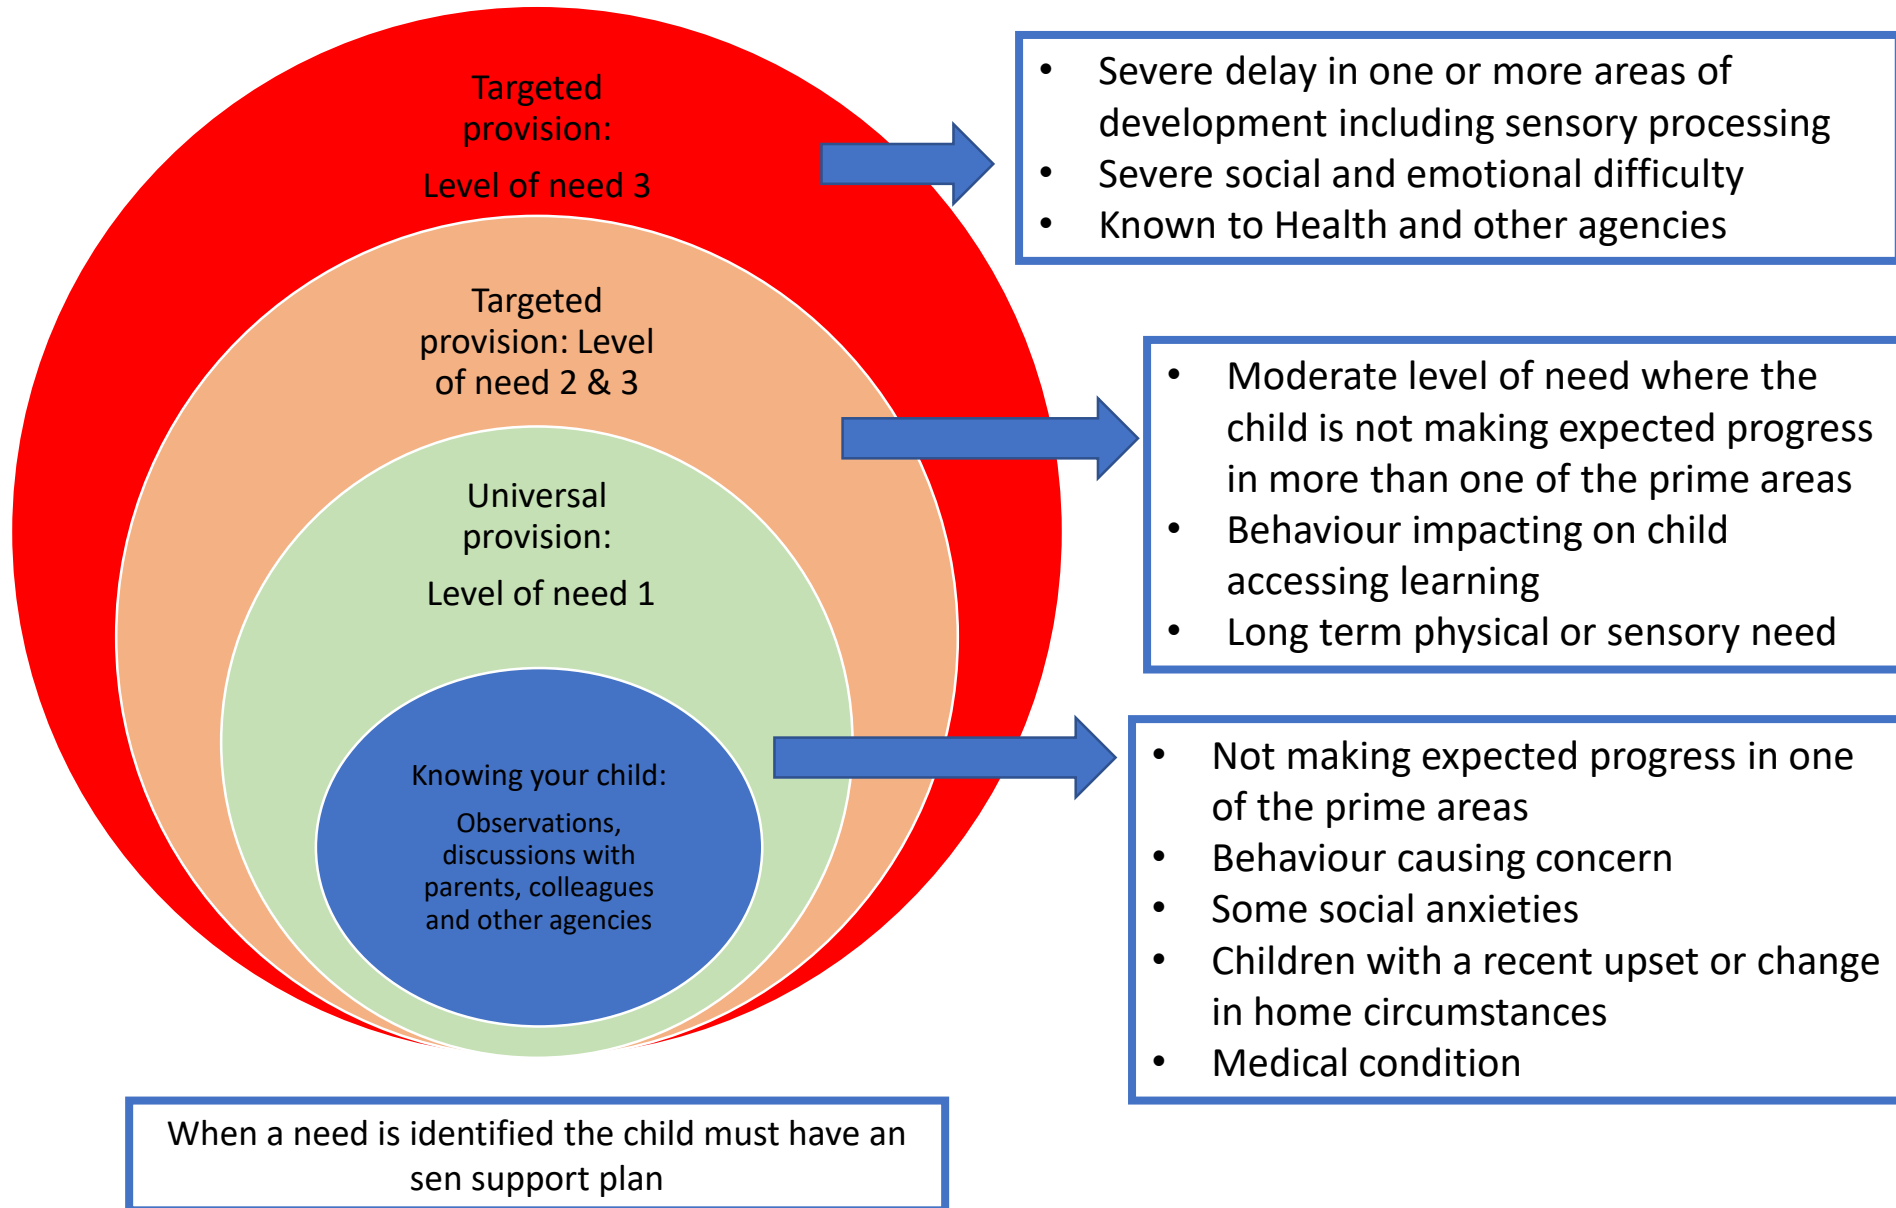 Targeted
provision:
Level of need 3
Targeted
provision: Level
of need 2 & 3
Universal
provision:
Level of need 1
Knowing your child:
Observations,
discussions with
parents, colleagues
and other agencies
• Severe delay in one or more areas of
development including sensory processing
• Severe social and emotional difficulty
• Known to Health and other agencies
• Moderate level of need where the
child is not making expected progress
in more than one of the prime areas
• Behaviour impacting on child
accessing learning
• Long term physical or sensory need
• Not making expected progress in one
of the prime areas
• Behaviour causing concern
• Some social anxieties
• Children with a recent upset or change
in home circumstances
• Medical condition
When a need is identified the child must have an
sen support plan